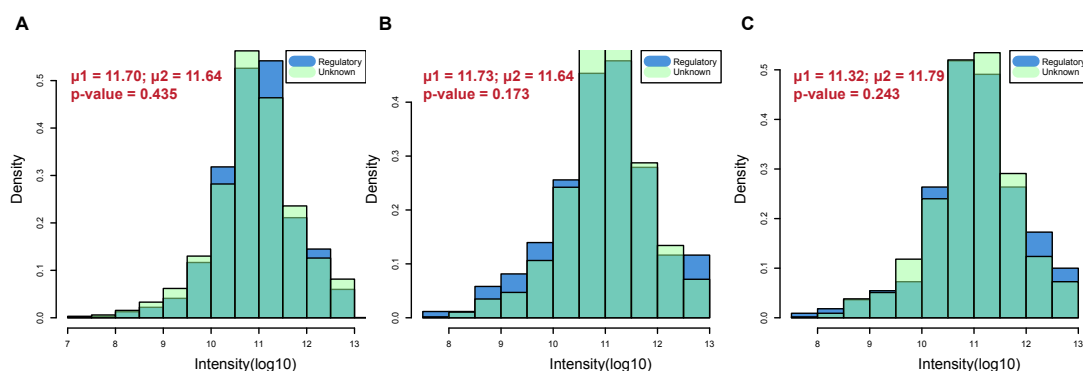 A
Regulatory
Unknown
µ1 = 11.70; µ2 = 11.64
p-value = 0.435
Density
0.0
0.1
0.2
0.3
0.4
0.5
7
8
9
10
11
12
13
Intensity(log10)
B
Regulatory
Unknown
µ1 = 11.73; µ2 = 11.64
p-value = 0.173
Density
0.0
0.1
0.2
0.3
0.4
8
9
10
11
12
13
Intensity(log10)
C
Regulatory
Unknown
µ1 = 11.32; µ2 = 11.79
p-value = 0.243
Density
0.0
0.1
0.2
0.3
0.4
0.5
8
9
10
11
12
13
Intensity(log10)